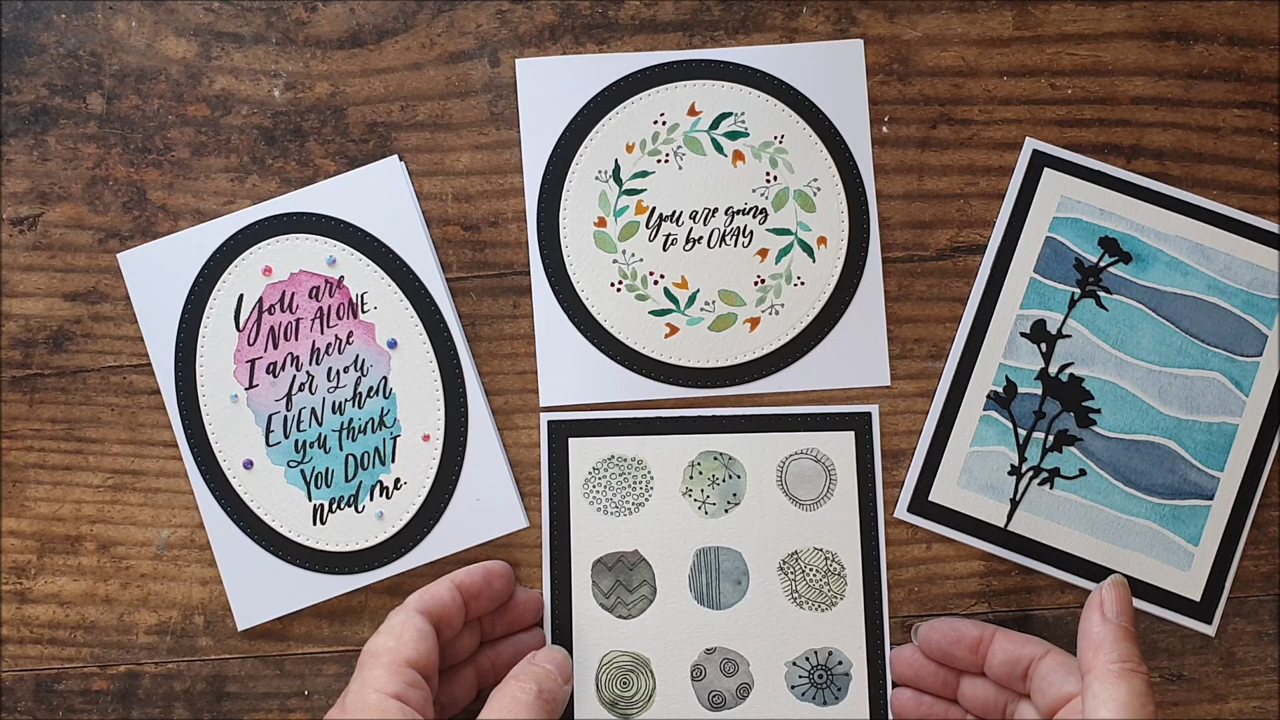 You are
NOT ALONE.
I am here
for you.
EVEN when
you think
YOU DON'T
need me.
You are going
to be OKAY